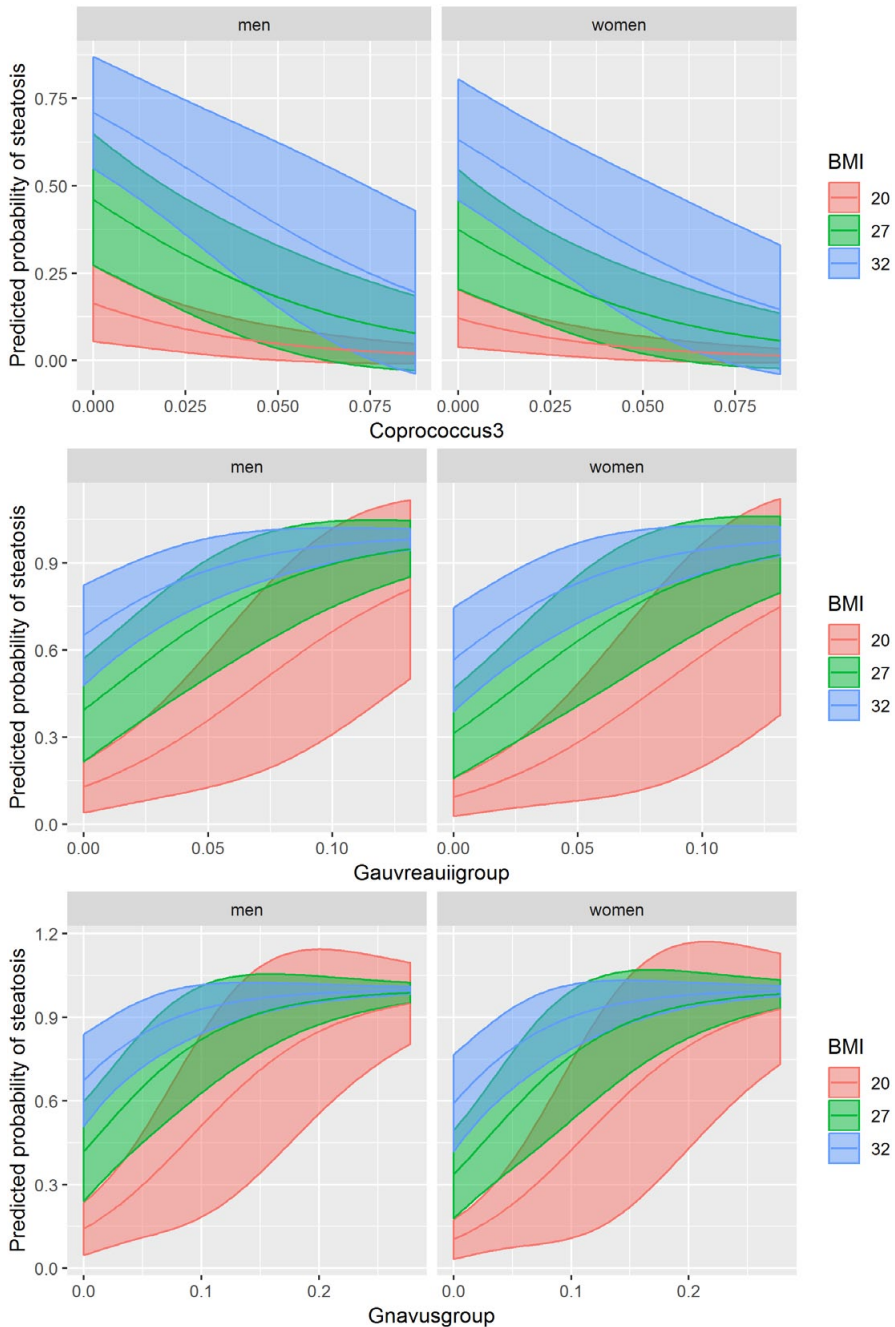 men women
0.75
0.50
0.25
0.00
Predicted probability of steatosis
0.000 0.025 0.050 0.075 0.000 0.025 0.050 0.075
Coprococcus3
BMI
20
27
32
men women
0.9
0.6
0.3
0.0
Predicted probability of steatosis
0.00 0.05 0.10 0.00 0.05 0.10
Gauvreauiigroup
BMI
20
27
32
men women
1.2
0.9
0.6
0.3
0.0
Predicted probability of steatosis
0.0 0.1 0.2 0.0 0.1 0.2
Gnavusgroup
BMI
20
27
32